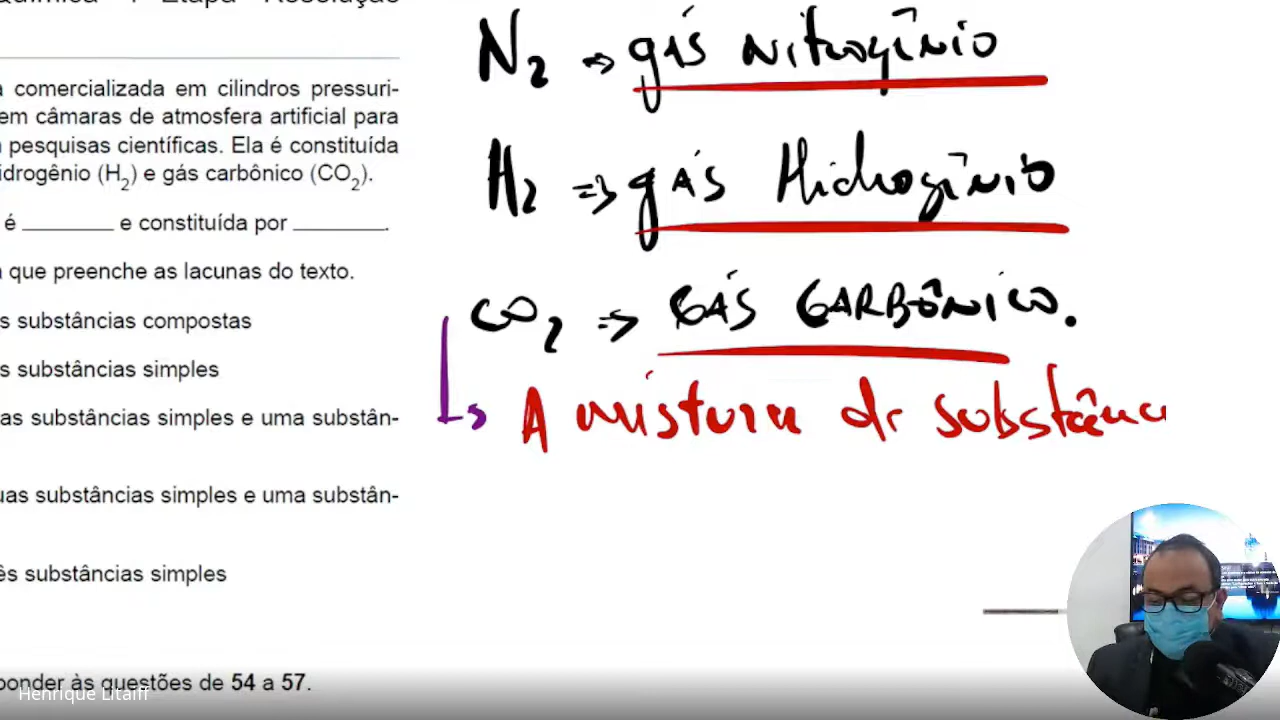 Química
Etapa
Resolução
a comercializada em cilindros pressuri-
em câmaras de atmosfera artificial para
pesquisas científicas. Ela é constituída
idrogênio (H2) e gás carbônico (CO2).
é ________ e constituída por ________.
a que preenche as lacunas do texto.
s substâncias compostas
s substâncias simples
as substâncias simples e uma substân-
uas substâncias simples e uma substân-
ês substâncias simples
ponder às questões de 54 a 57.
N2 => gás nitrogênio
H2 => gás Hidrogênio
CO2 => GÁS CARBÔNICO.
A mistura de substânc
Henrique Litaiff